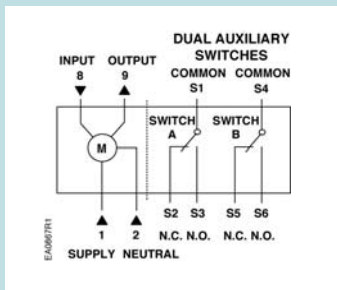 DUAL AUXILIARY
SWITCHES
INPUT OUTPUT COMMON COMMON
8 9 S1 S4
SWITCH SWITCH
A B
M
S2 S3 S5 S6
1 2 N.C. N.O. N.C. N.O.
SUPPLY NEUTRAL
EA0867R1